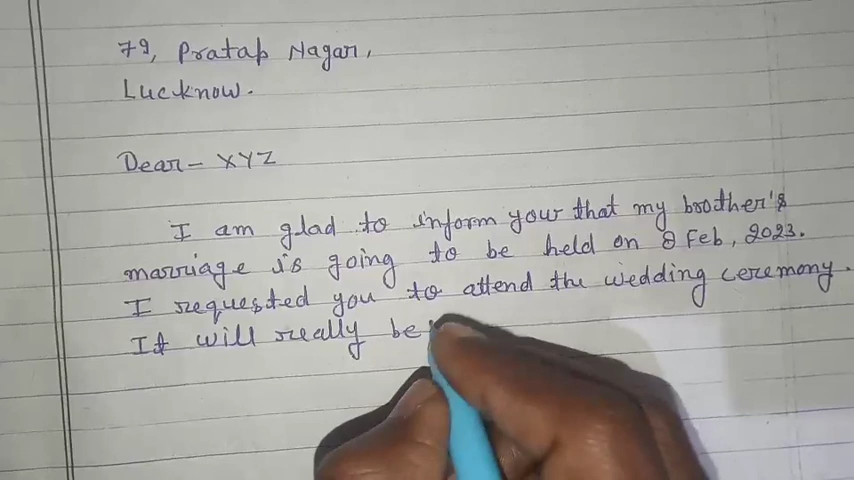 79, Pratap Nagar,
Lucknow.
Dear- XYZ
I am glad to inform your that my brother's
marriage is going to be held on 8 Feb, 2023.
I requested you to attend the wedding ceremony.
It will really be